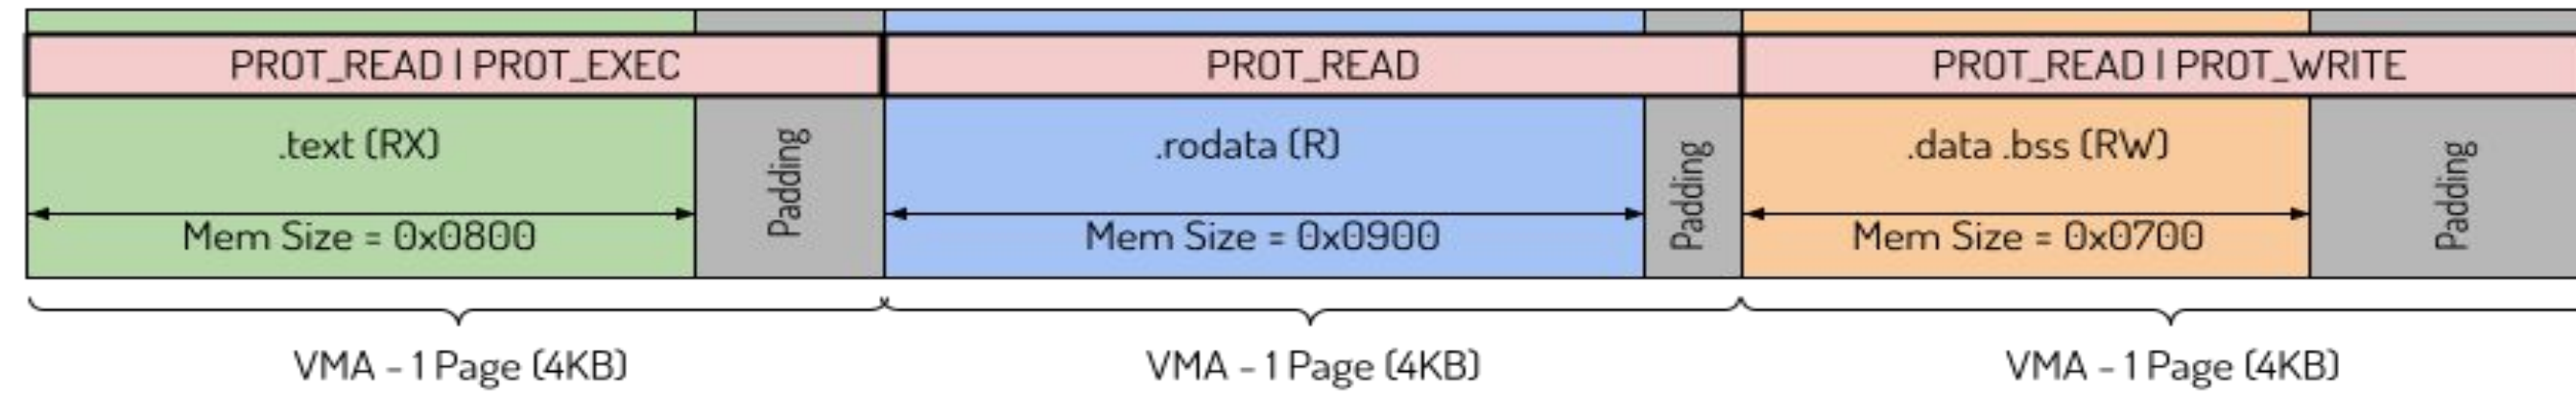 PROT_READ | PROT_EXEC
PROT_READ
PROT_READ | PROT_WRITE
.text (RX)
Padding
.rodata (R)
Padding
.data .bss (RW)
Padding
Mem Size = 0x0800
Mem Size = 0x0900
Mem Size = 0x0700
VMA - 1 Page (4KB)
VMA - 1 Page (4KB)
VMA - 1 Page (4KB)